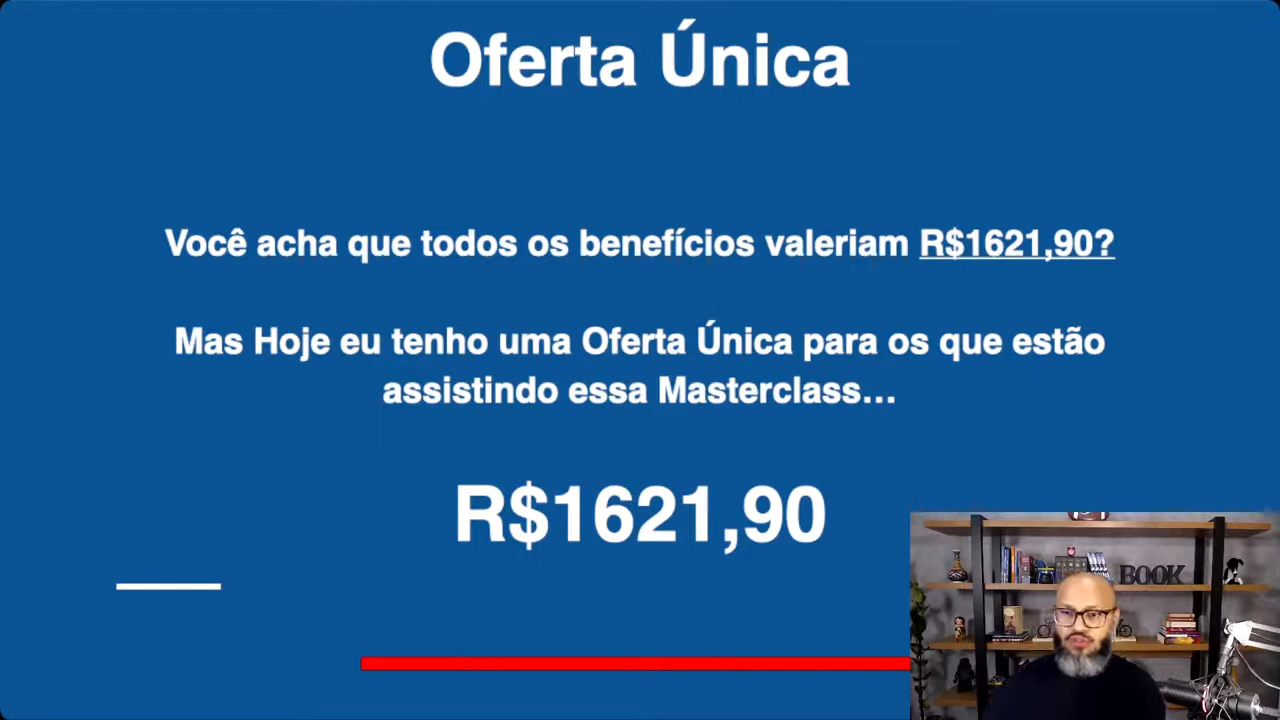 Oferta Única
Você acha que todos os benefícios valeriam R$1621,90?
Mas Hoje eu tenho uma Oferta Única para os que estão
assistindo essa Masterclass...
R$1621,90
BOOK